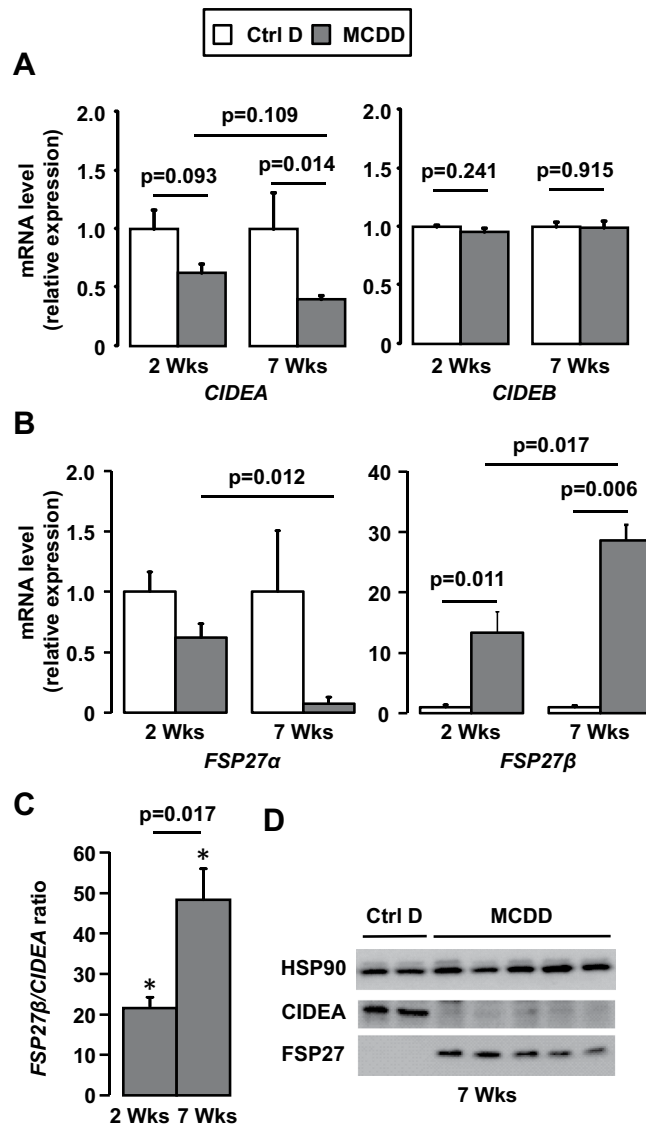 Ctrl D MCDD
A
mRNA level
(relative expression)
2.0
1.5
1.0
0.5
0
p=0.109
p=0.093
p=0.014
2 Wks 7 Wks
CIDEA
2.0
1.5
1.0
0.5
0
p=0.241
p=0.915
2 Wks 7 Wks
CIDEB
B
mRNA level
(relative expression)
2.0
1.5
1.0
0.5
0
p=0.012
2 Wks 7 Wks
FSP27α
40
30
20
10
0
p=0.017
p=0.006
p=0.011
2 Wks 7 Wks
FSP27β
C
p=0.017
FSP27β/CIDEA ratio
60
50
40
30
20
10
0
*
*
2 Wks 7 Wks
D
Ctrl D MCDD
HSP90
CIDEA
FSP27
7 Wks